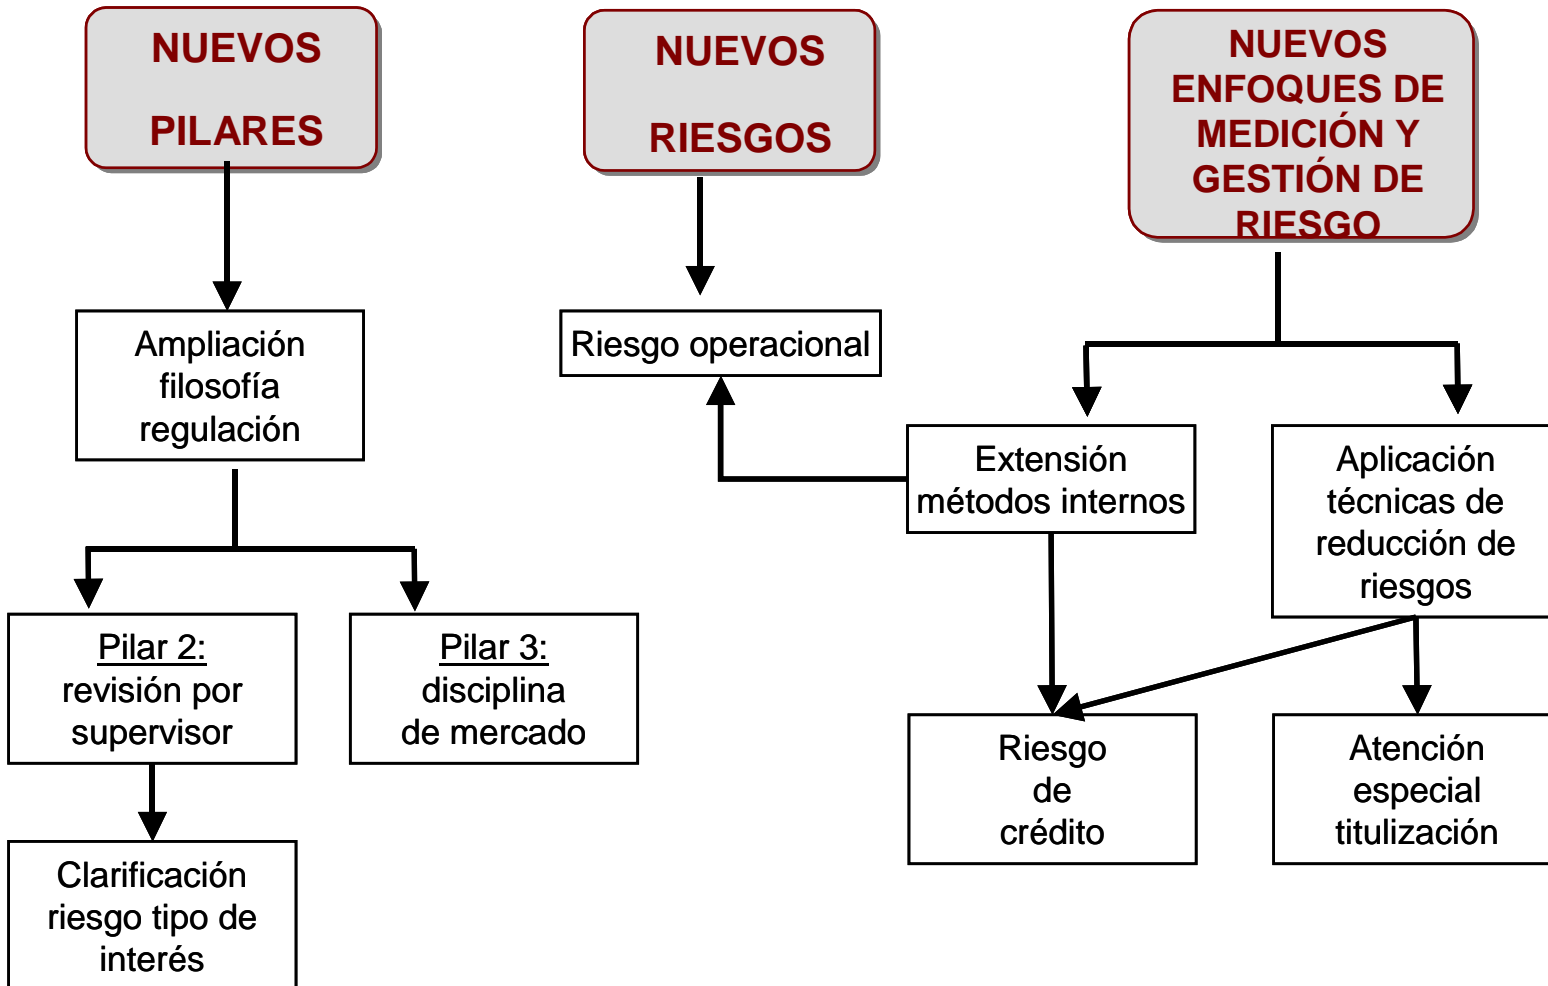 NUEVOS
PILARES
NUEVOS
RIESGOS
NUEVOS
ENFOQUES DE
MEDICIÓN Y
GESTIÓN DE
RIESGO
Ampliación
filosofía
regulación
Riesgo operacional
Extensión
métodos internos
Aplicación
técnicas de
reducción de
riesgos
Pilar 2:
revisión por
supervisor
Pilar 3:
disciplina
de mercado
Riesgo
de
crédito
Atención
especial
titulización
Clarificación
riesgo tipo de
interés